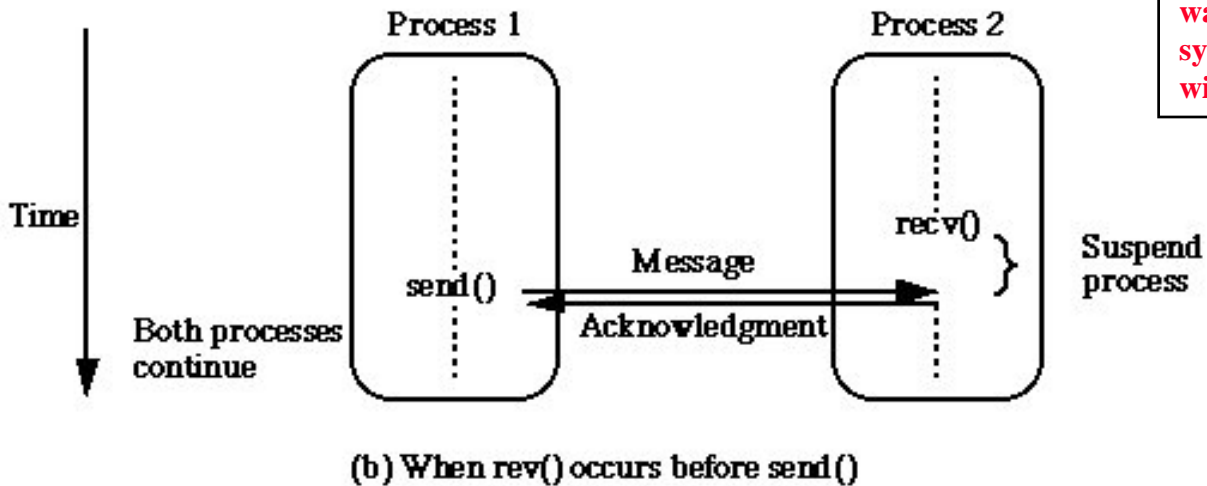 Process 1
Process 2
Time
recv()
Suspend
process
Message
send()
Acknowledgment
Both processes
continue
(b) When rev() occurs before send()